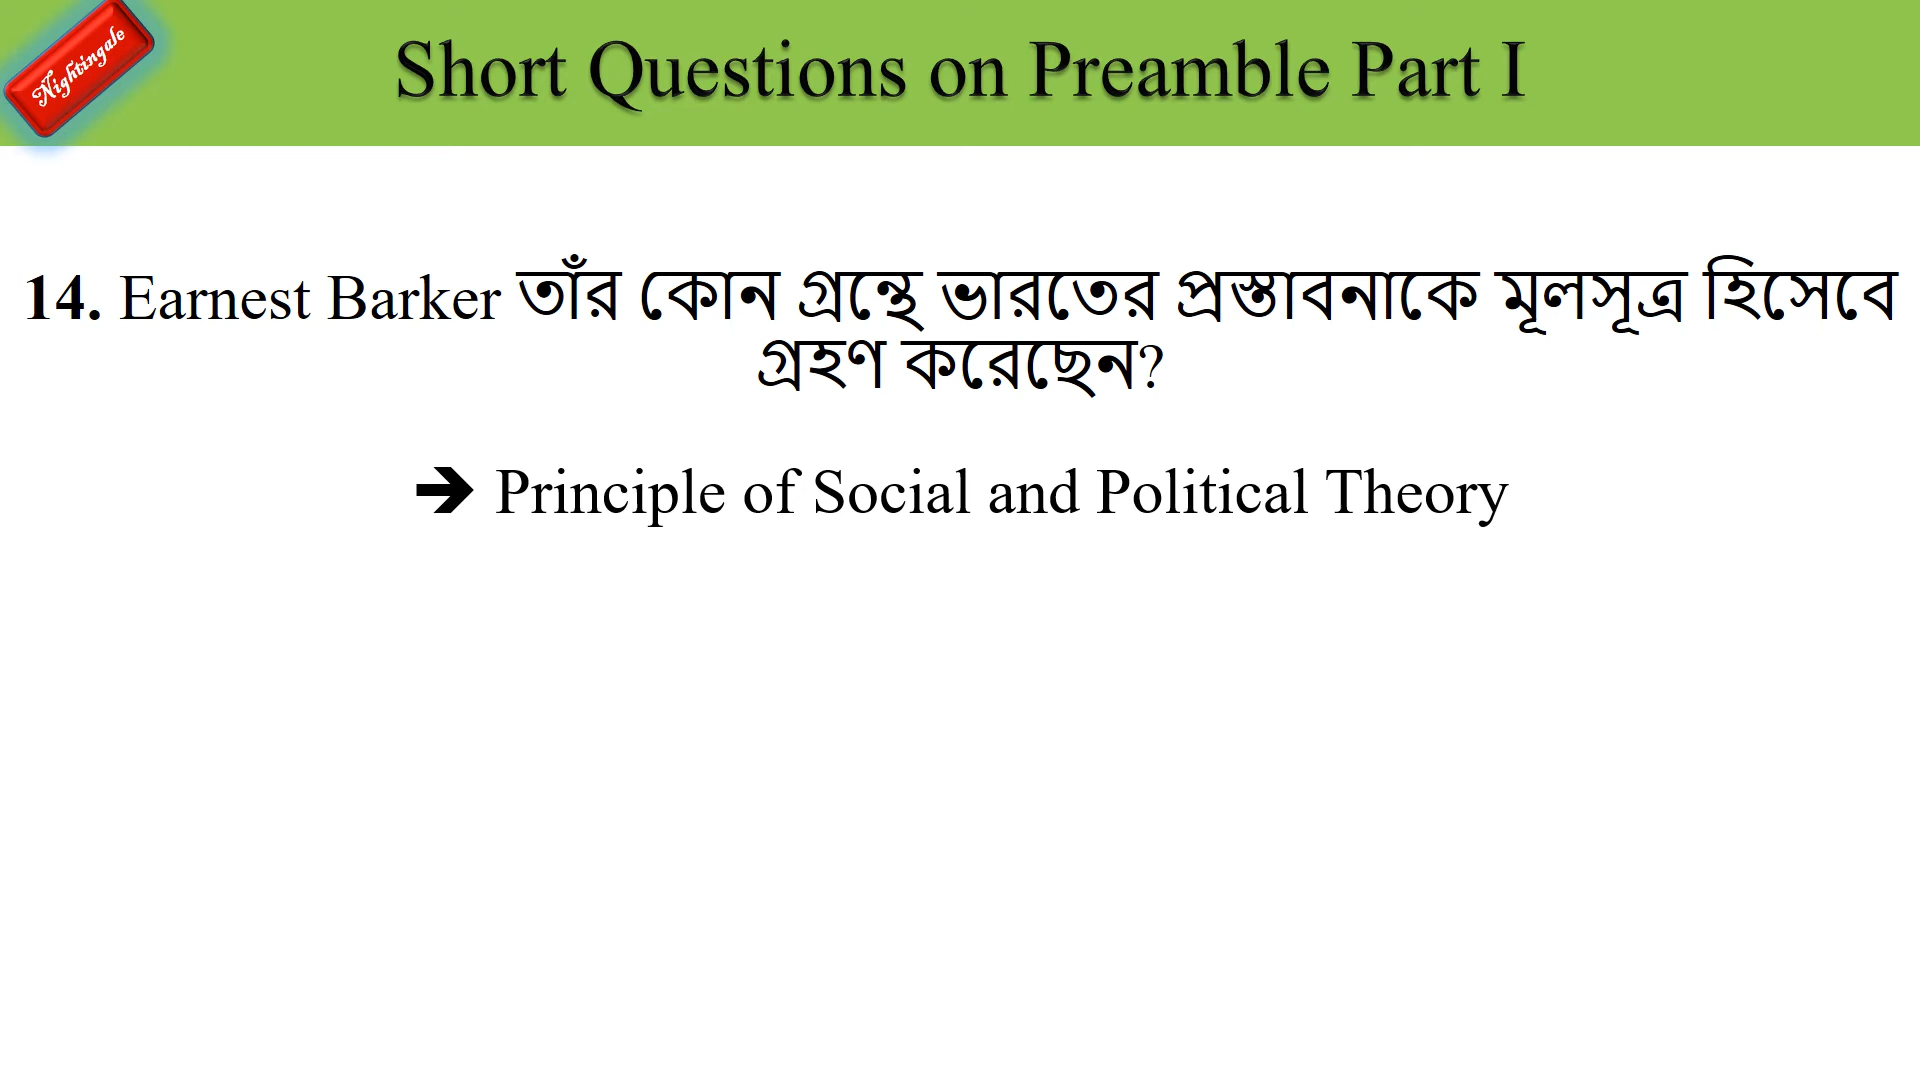 Nightingale
Short Questions on Preamble Part I
14. Earnest Barker তাঁর কোন গ্রন্থে ভারতের প্রস্তাবনাকে মূলসূত্র হিসেবে
গ্রহণ করেছেন?
➔ Principle of Social and Political Theory